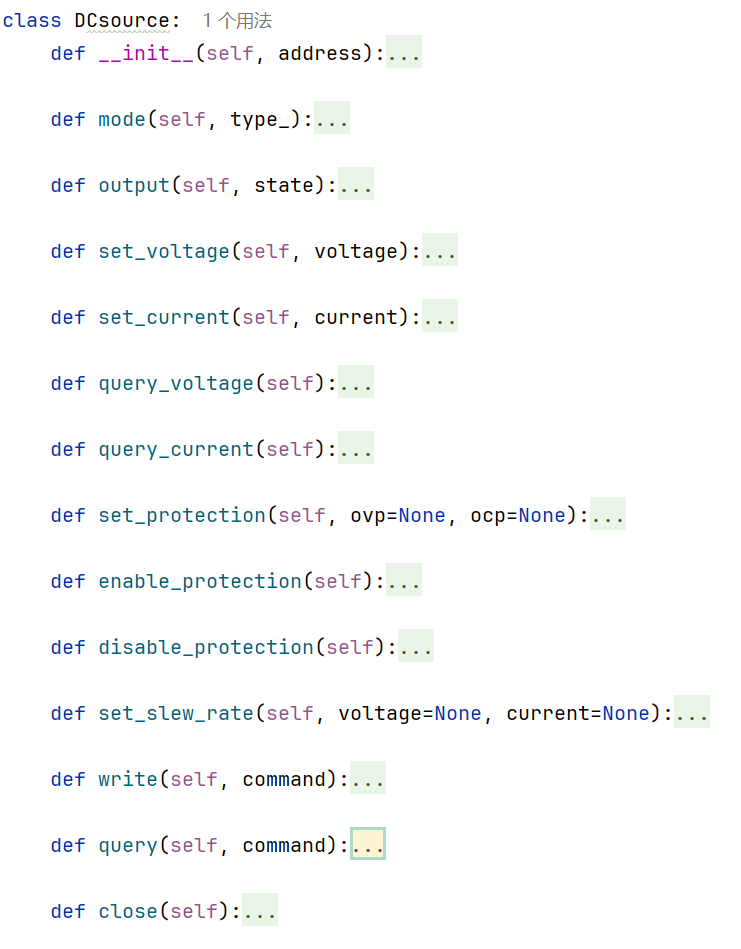 class DCsource:  1 个用法
    def __init__(self, address):...
    def mode(self, type_):...
    def output(self, state):...
    def set_voltage(self, voltage):...
    def set_current(self, current):...
    def query_voltage(self):...
    def query_current(self):...
    def set_protection(self, ovp=None, ocp=None):...
    def enable_protection(self):...
    def disable_protection(self):...
    def set_slew_rate(self, voltage=None, current=None):...
    def write(self, command):...
    def query(self, command):...
    def close(self):...